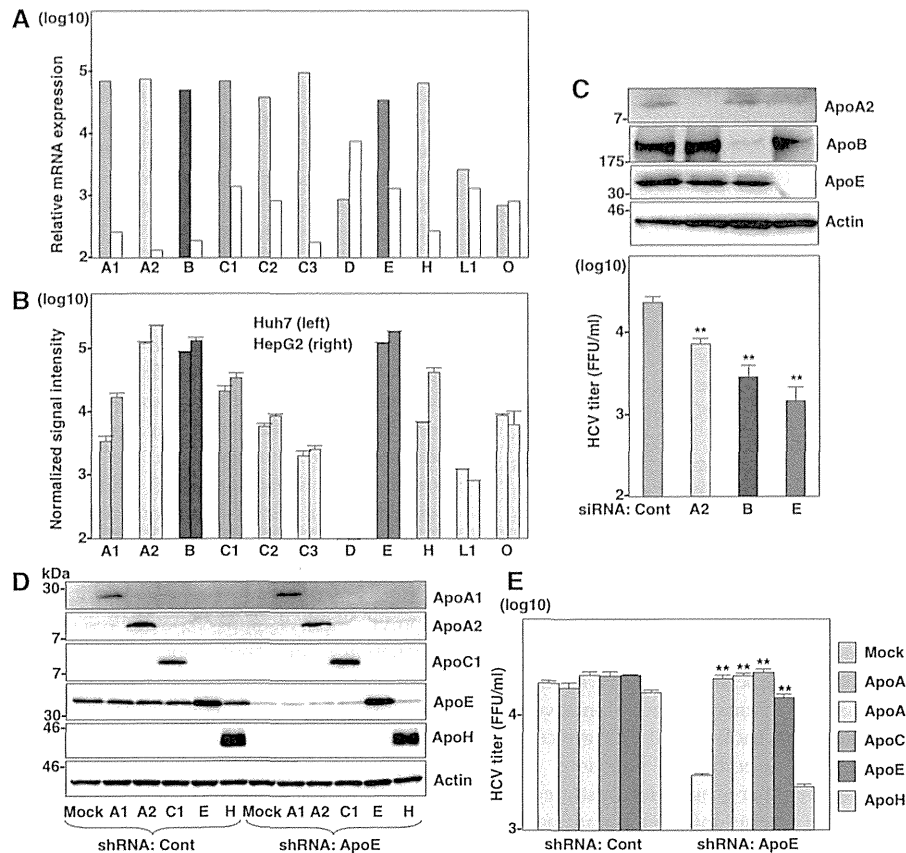 A (log10)
Relative mRNA expression
5
4
3
2
A1 A2 B C1 C2 C3 D E H L1 O
B (log10)
Huh7 (left)
HepG2 (right)
Normalized signal intensity
5
4
3
2
A1 A2 B C1 C2 C3 D E H L1 O
C
ApoA2
7
ApoB
175
ApoE
30
46
Actin
(log10)
HCV titer (FFU/ml)
4
3
2
** ** **
siRNA: Cont A2 B E
D kDa
30
ApoA1
ApoA2
7
ApoC1
7
ApoE
30
46
ApoH
46
Actin
Mock A1 A2 C1 E H Mock A1 A2 C1 E H
shRNA: Cont shRNA: ApoE
E
(log10)
HCV titer (FFU/ml)
4
3
** ** ** **
shRNA: Cont shRNA: ApoE
Mock
ApoA
ApoA
ApoC
ApoE
ApoH